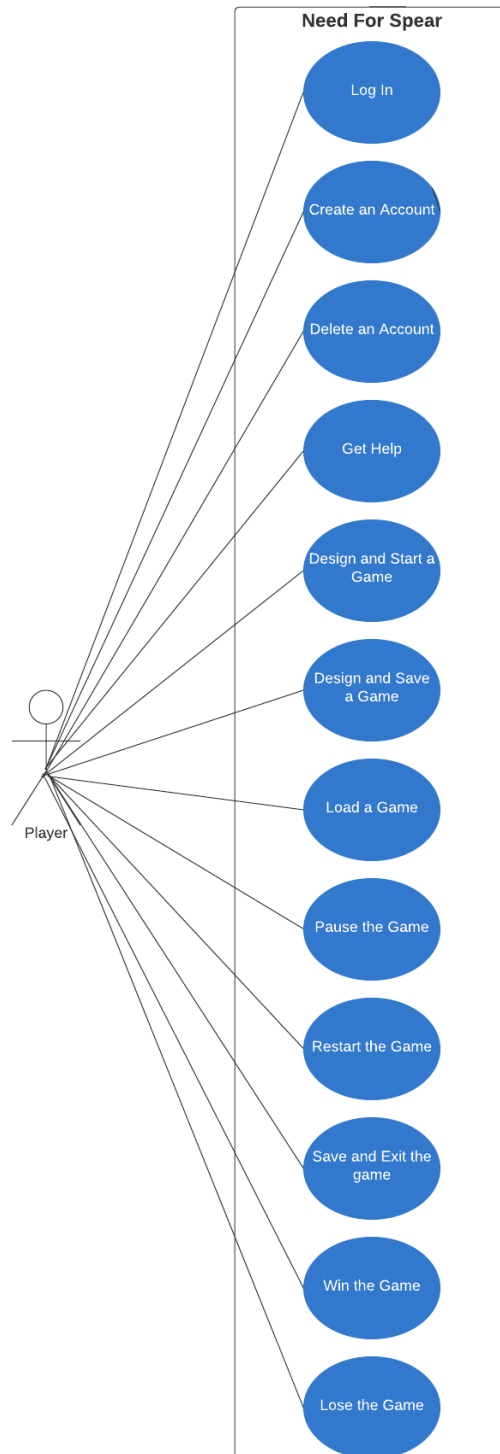 Need For Spear
Log In
Create an Account
Delete an Account
Get Help
Design and Start a
Game
Design and Save
a Game
Load a Game
Player
Pause the Game
Restart the Game
Save and Exit the
game
Win the Game
Lose the Game